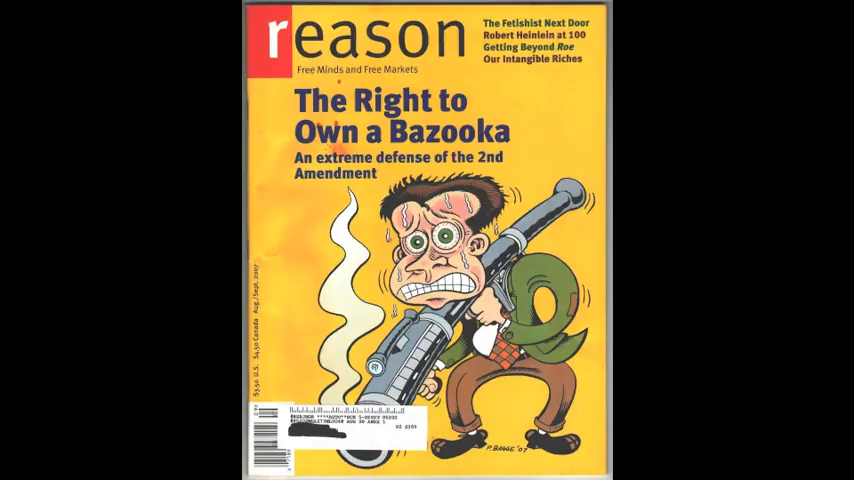 reason
Free Minds and Free Markets
The Fetishist Next Door
Robert Heinlein at 100
Getting Beyond Roe
Our Intangible Riches
The Right to
Own a Bazooka
An extreme defense of the 2nd
Amendment
$3.50 U.S. $4.50 Canada Aug./Sept. 2007
P. BAGGE '07